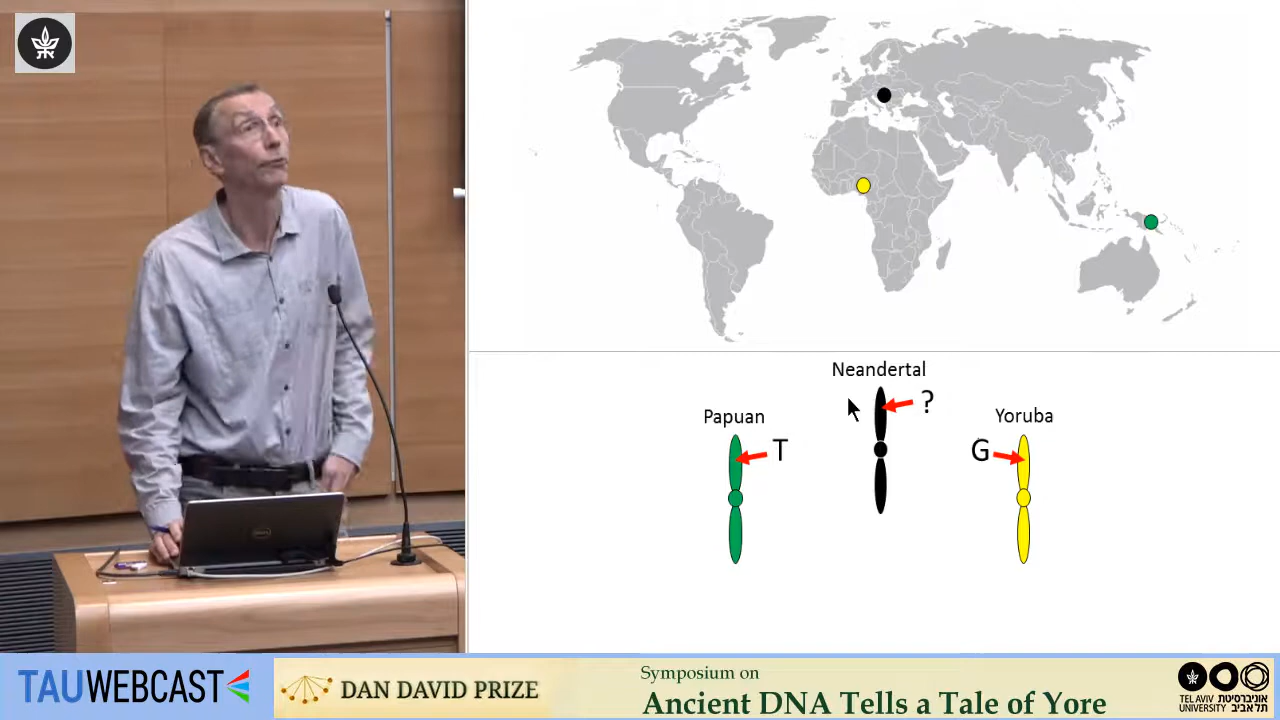 Neandertal
?
Papuan
T
Yoruba
G
TAUWEBCAST
DAN DAVID PRIZE
Symposium on
Ancient DNA Tells a Tale of Yore
TEL AVIV אוניברסיטת
UNIVERSITY תל אביב